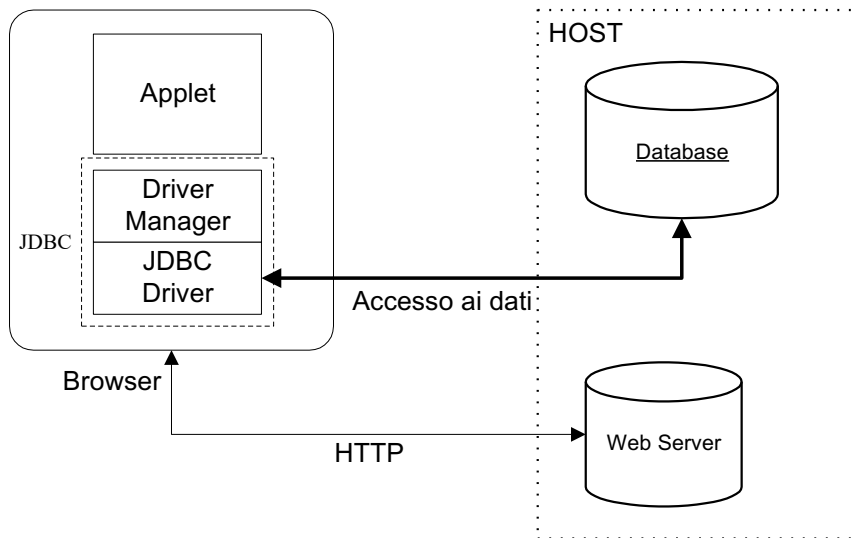 HOST
Applet
Database
Driver
Manager
JDBC
JDBC
Driver
Accesso ai dati
Browser
HTTP
Web Server